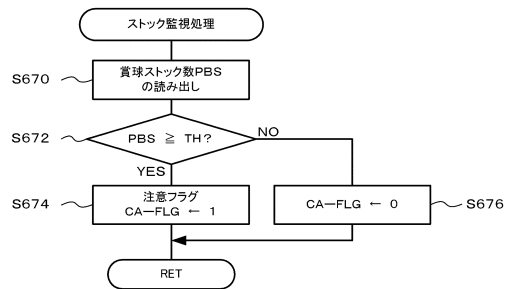 ストック監視処理
S670
賞球ストック数PBS
の読み出し
S672
PBS ≧ TH?
NO
YES
S674
注意フラグ
CA—FLG ← 1
CA—FLG ← 0
S676
RET